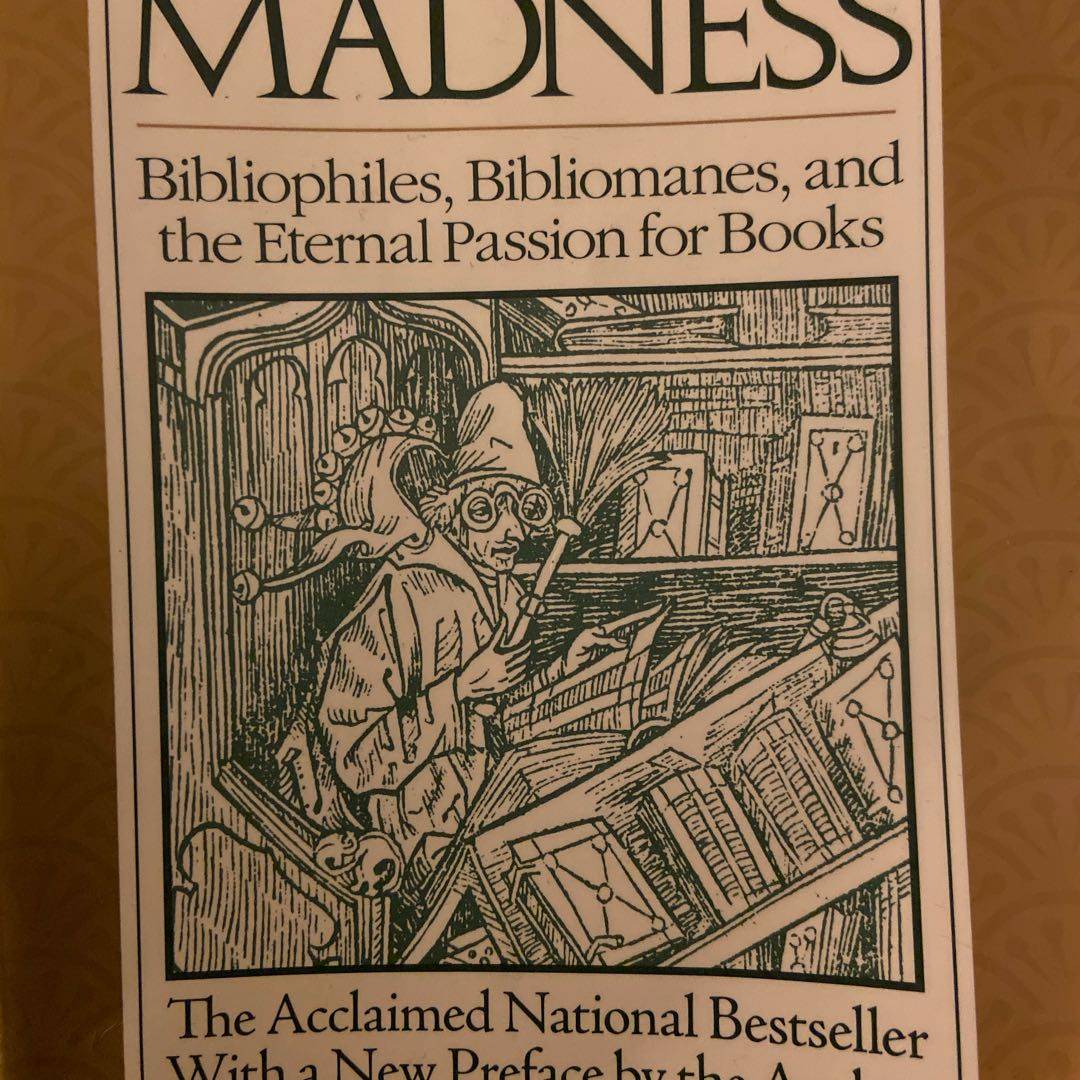 MADNESS
Bibliophiles, Bibliomanes, and
the Eternal Passion for Books
The Acclaimed National Bestseller
With a New Preface by the